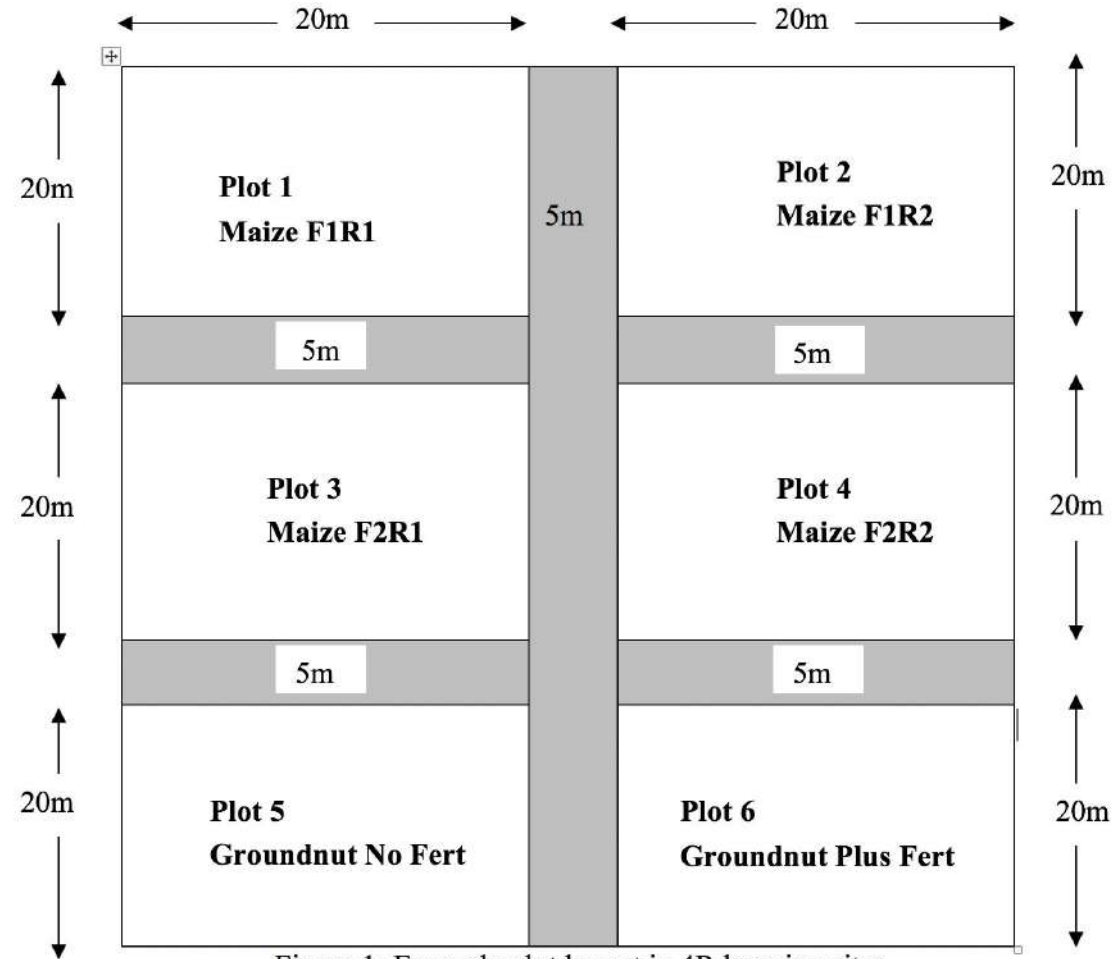 20m
20m
20m
Plot 1
Maize F1R1
5m
Plot 2
Maize F1R2
20m
5m
5m
20m
Plot 3
Maize F2R1
Plot 4
Maize F2R2
20m
5m
5m
20m
Plot 5
Groundnut No Fert
Plot 6
Groundnut Plus Fert
20m